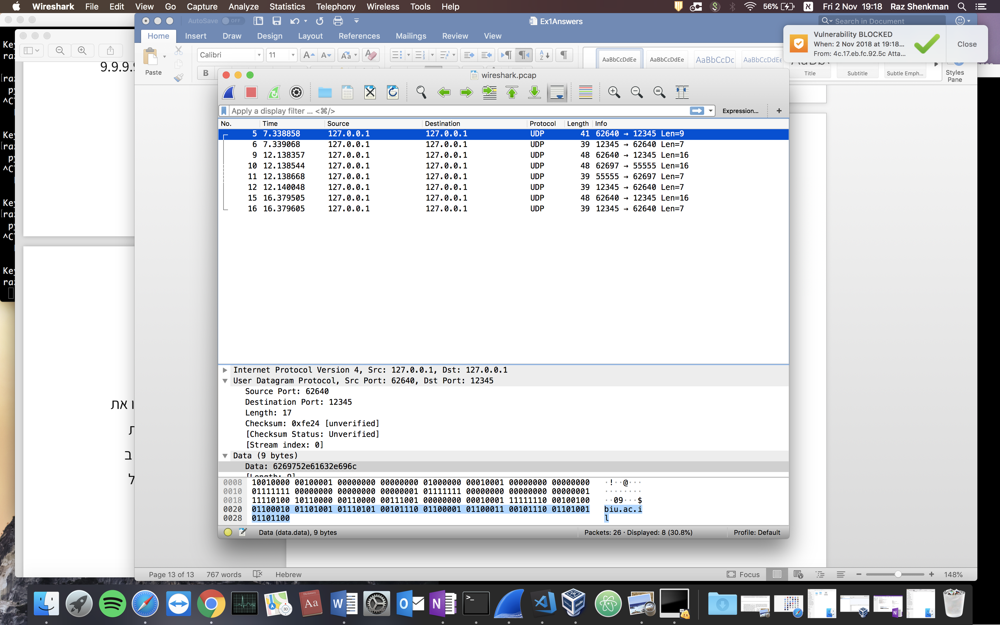 Wireshark File Edit View Go Capture Analyze Statistics Telephony Wireless Tools Help 56% Fri 2 Nov 19:18 Raz Shenkman
AutoSave OFF Ex1Answers Search in Document
Home Insert Draw Design Layout References Mailings Review View
Vulnerability BLOCKED
When: 2 Nov 2018 at 19:18...
From: 4c.17.eb.fc.92.5c Atta...
Close
Paste Calibri 11 AaBbCcDdEe AaBbCcDdEe AaBbCcDc AaBbCcDdEe
B Title Subtitle Subtle Emph... Styles Pane
wireshark.pcap
Apply a display filter ... <⌘/> Expression... +
No. Time Source Destination Protocol Length Info
5 7.338858 127.0.0.1 127.0.0.1 UDP 41 62640 → 12345 Len=9
6 7.339068 127.0.0.1 127.0.0.1 UDP 39 12345 → 62640 Len=7
9 12.138357 127.0.0.1 127.0.0.1 UDP 48 62640 → 12345 Len=16
10 12.138544 127.0.0.1 127.0.0.1 UDP 48 62697 → 55555 Len=16
11 12.138668 127.0.0.1 127.0.0.1 UDP 39 55555 → 62697 Len=7
12 12.140048 127.0.0.1 127.0.0.1 UDP 39 12345 → 62640 Len=7
15 16.379505 127.0.0.1 127.0.0.1 UDP 48 62640 → 12345 Len=16
16 16.379605 127.0.0.1 127.0.0.1 UDP 39 12345 → 62640 Len=7
Internet Protocol Version 4, Src: 127.0.0.1, Dst: 127.0.0.1
User Datagram Protocol, Src Port: 62640, Dst Port: 12345
Source Port: 62640
Destination Port: 12345
Length: 17
Checksum: 0xfe24 [unverified]
[Checksum Status: Unverified]
[Stream index: 0]
Data (9 bytes)
Data: 6269752e61632e696c
[Length: 9]
0008 10010000 00100001 00000000 00000000 01000000 00010001 00000000 00000000 ·!··@···
0010 01111111 00000000 00000000 00000001 01111111 00000000 00000000 00000001 ········
0018 11110100 10110000 00110000 00111001 00000000 00010001 11111110 00100100 ··09···$
0020 01100010 01101001 01110101 00101110 01100001 01100011 00101110 01101001 biu.ac.i
0028 01101100 l
Data (data.data), 9 bytes Packets: 26 · Displayed: 8 (30.8%) Profile: Default
Page 13 of 13 767 words Hebrew Focus 148%